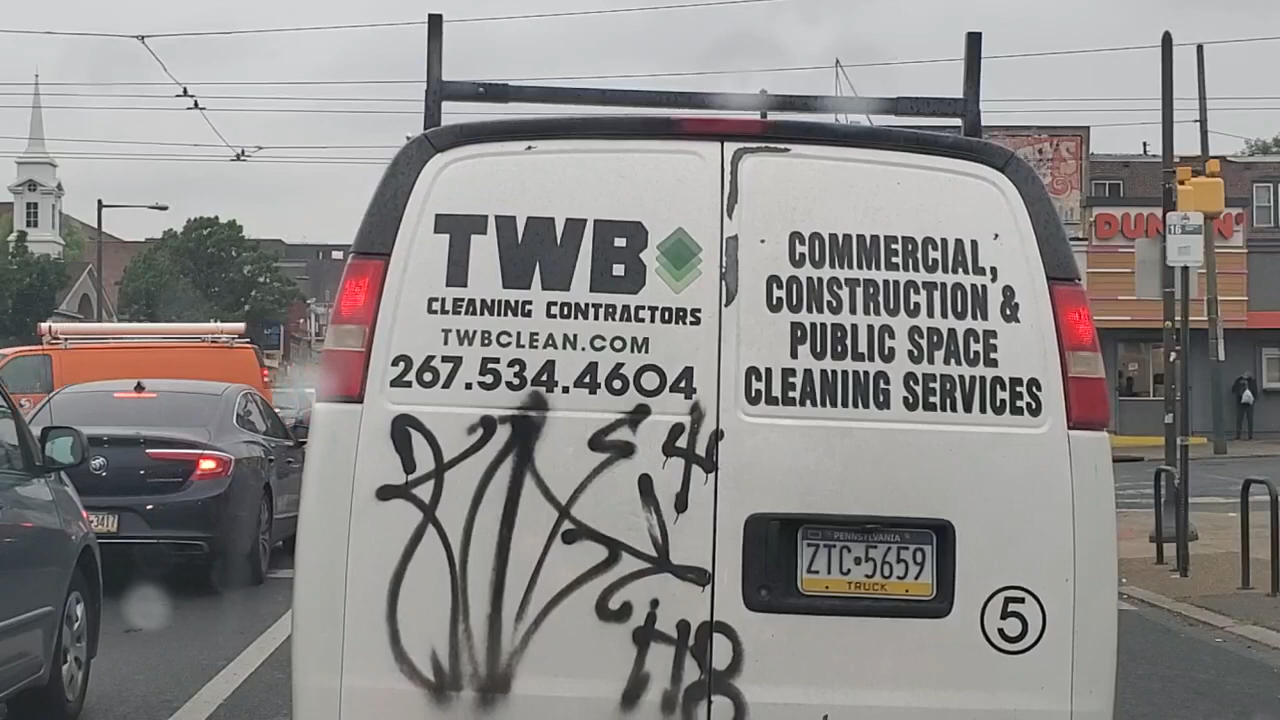 TWB
CLEANING CONTRACTORS
TWBCLEAN.COM
267.534.4604
COMMERCIAL,
CONSTRUCTION &
PUBLIC SPACE
CLEANING SERVICES
PENNSYLVANIA
ZTC 5659
TRUCK
5
16
-3417